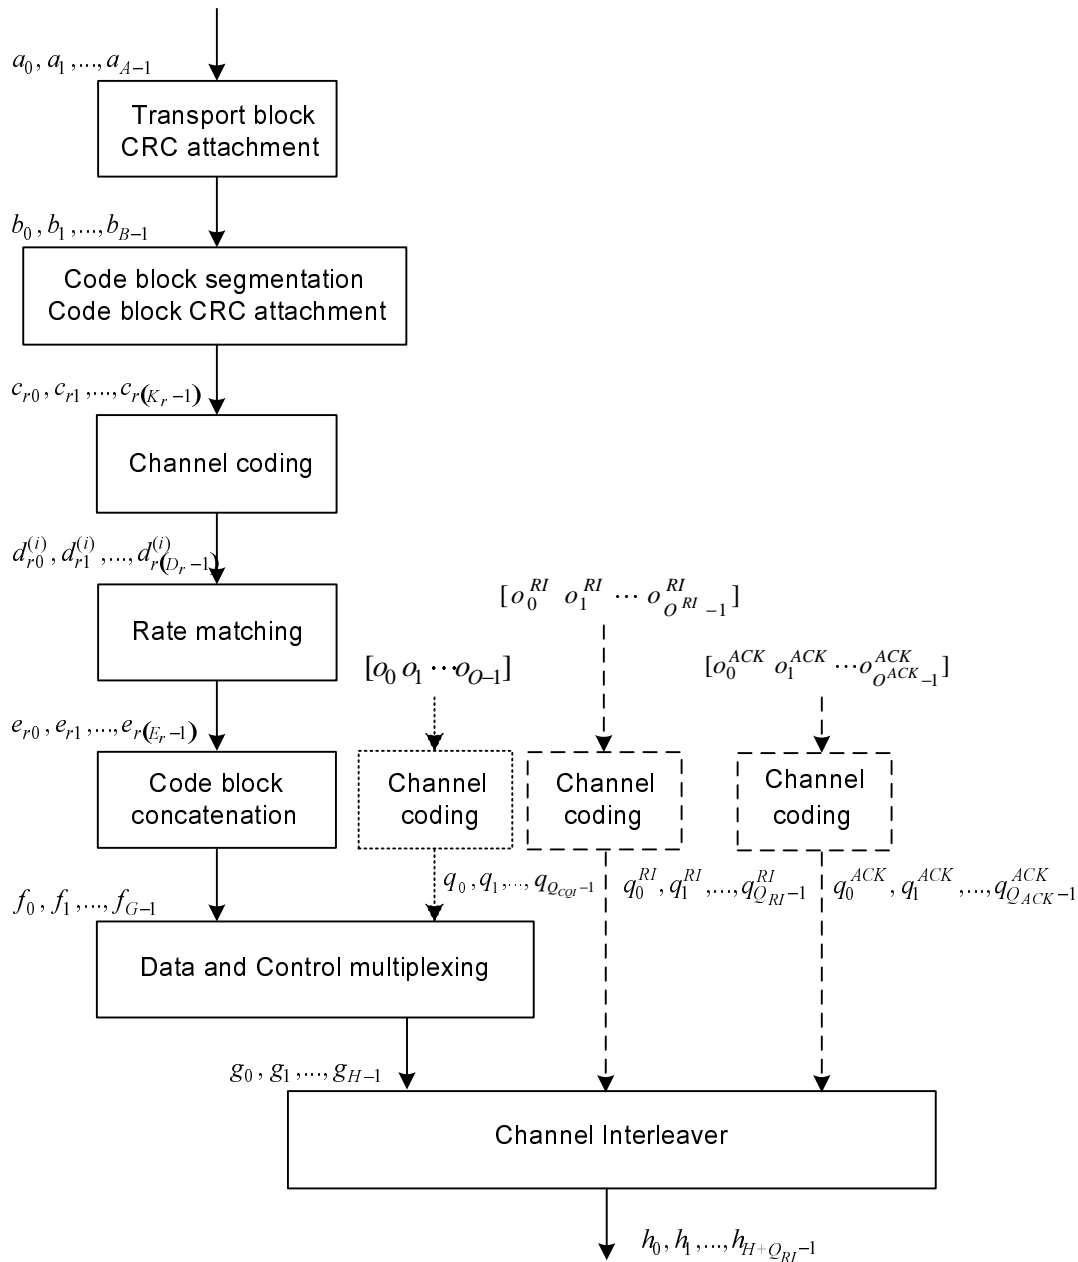 a_0, a_1,..., a_{A−1}
Transport block
CRC attachment
b_0, b_1,..., b_{B−1}
Code block segmentation
Code block CRC attachment
c_{r0}, c_{r1},..., c_{r(K_r−1)}
Channel coding
d_{r0}^{(i)}, d_{r1}^{(i)},..., d_{r(D_r−1)}^{(i)}
Rate matching
[o_0^{RI} o_1^{RI} ⋯ o_{O^{RI}−1}^{RI}]
[o_0 o_1 ⋯o_{O−1}]
[o_0^{ACK} o_1^{ACK} ⋯o_{O^{ACK}−1}^{ACK}]
e_{r0}, e_{r1},..., e_{r(E_r−1)}
Code block
concatenation
Channel
coding
Channel
coding
Channel
coding
f_0, f_1,..., f_{G−1}
q_0, q_1,..., q_{Q_{CQI}−1}
q_0^{RI}, q_1^{RI},..., q_{Q_{RI}−1}^{RI}
q_0^{ACK}, q_1^{ACK},..., q_{Q_{ACK}−1}^{ACK}
Data and Control multiplexing
g_0, g_1,..., g_{H−1}
Channel Interleaver
h_0, h_1,..., h_{H+Q_{RI}−1}